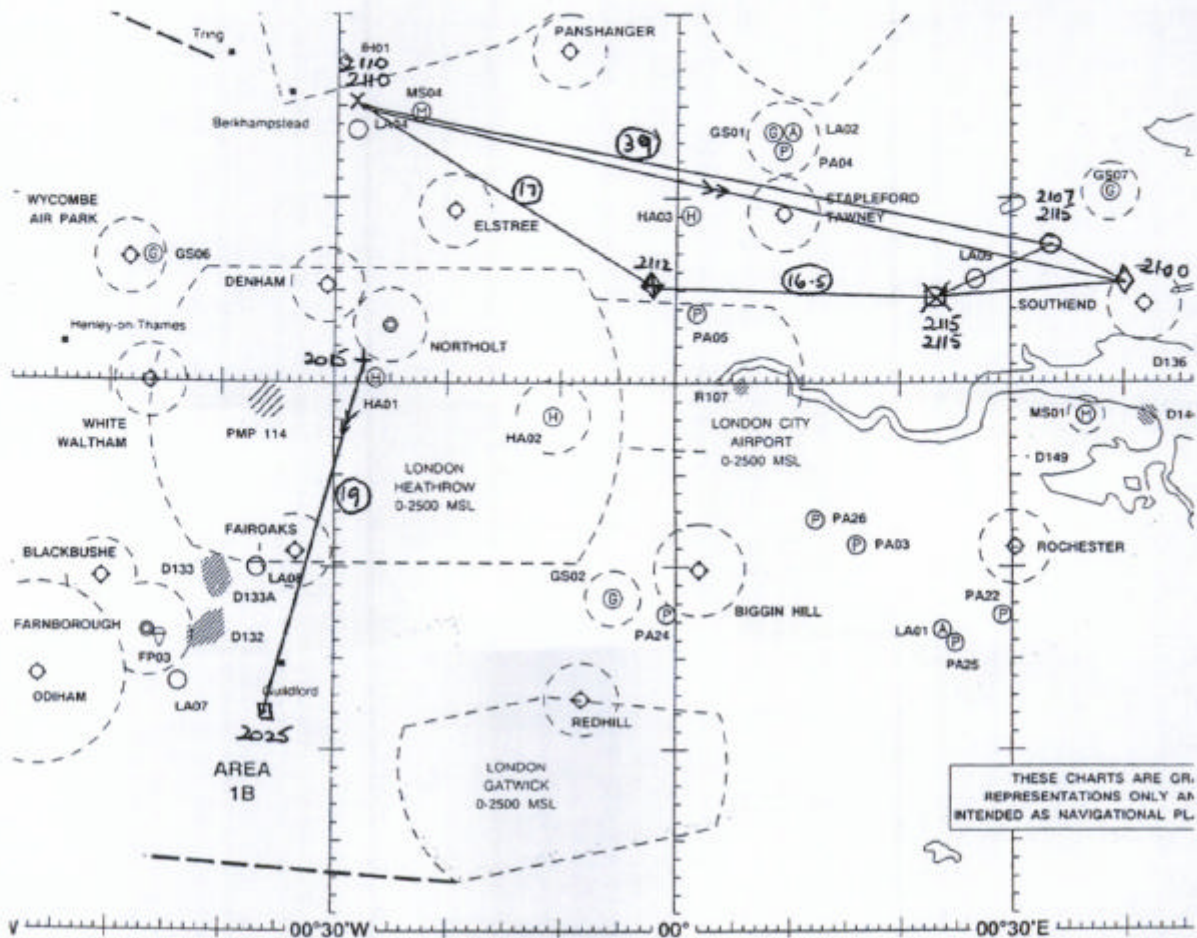 PANSHANGER
Tring
IH01
2110
2110
MS04
H
Berkhampstead
LA04
GS01
G
A
LA02
P
PA04
39
GS07
G
17
STAPLEFORD
TAWNEY
2107
2115
WYCOMBE
AIR PARK
ELSTREE
HA03
H
G
GS06
2112
LA05
2100
DENHAM
16.5
SOUTHEND
Henley-on-Thames
PA05
P
2115
2115
NORTHOLT
2015
D136
H
HA01
R107
WHITE
WALTHAM
PMP 114
H
HA02
LONDON CITY
AIRPORT
0-2500 MSL
MS01
H
D14
D149
LONDON
HEATHROW
0-2500 MSL
19
P
PA26
FAIROAKS
P
PA03
ROCHESTER
BLACKBUSHE
D133
LA08
D133A
GS02
G
BIGGIN HILL
PA22
P
FARNBOROUGH
D132
P
PA24
LA01
A
P
PA25
FP03
ODIHAM
LA07
Guildford
2025
REDHILL
AREA
1B
LONDON
GATWICK
0-2500 MSL
THESE CHARTS ARE GR
REPRESENTATIONS ONLY AN
INTENDED AS NAVIGATIONAL PL
00°30'W
00°
00°30'E